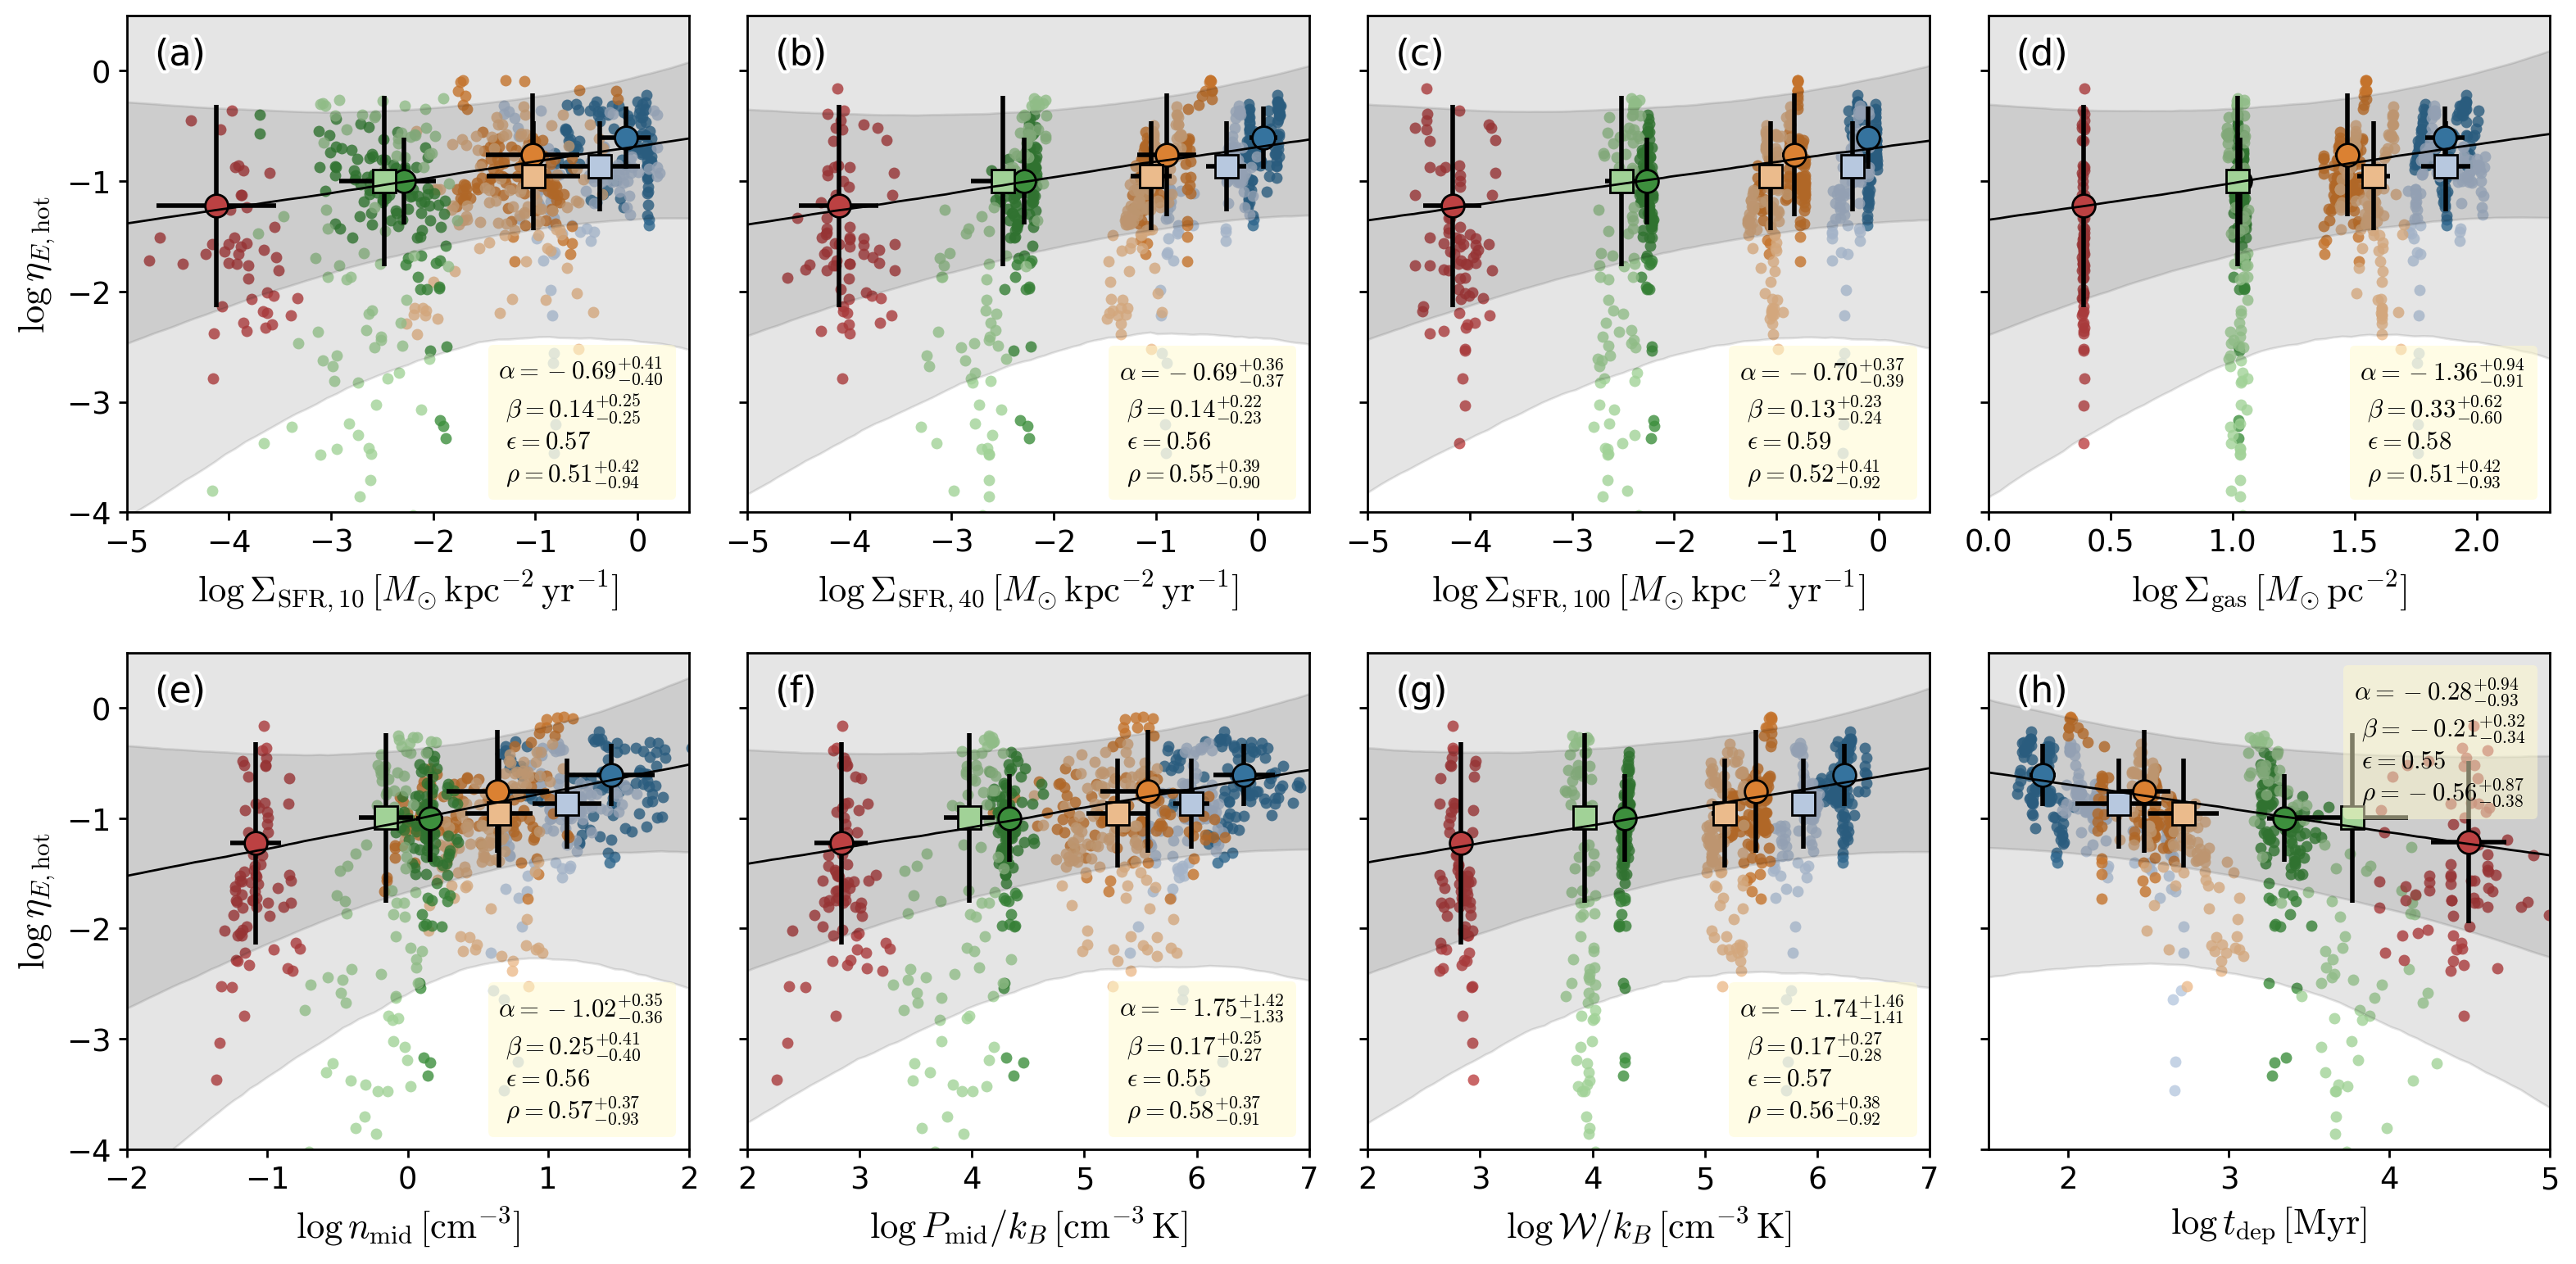 (a) (b) (c) (d)
0
−1
−2
−3
−4
log η_{E, hot}
α = −0.69^{+0.41}_{−0.40}
β = 0.14^{+0.25}_{−0.25}
ϵ = 0.57
ρ = 0.51^{+0.42}_{−0.94}
α = −0.69^{+0.36}_{−0.37}
β = 0.14^{+0.22}_{−0.23}
ϵ = 0.56
ρ = 0.55^{+0.39}_{−0.90}
α = −0.70^{+0.37}_{−0.39}
β = 0.13^{+0.23}_{−0.24}
ϵ = 0.59
ρ = 0.52^{+0.41}_{−0.92}
α = −1.36^{+0.94}_{−0.91}
β = 0.33^{+0.62}_{−0.60}
ϵ = 0.58
ρ = 0.51^{+0.42}_{−0.93}
−5 −4 −3 −2 −1 0
−5 −4 −3 −2 −1 0
−5 −4 −3 −2 −1 0
0.0 0.5 1.0 1.5 2.0
log Σ_{SFR, 10} [M_⊙ kpc^{−2} yr^{−1}]
log Σ_{SFR, 40} [M_⊙ kpc^{−2} yr^{−1}]
log Σ_{SFR, 100} [M_⊙ kpc^{−2} yr^{−1}]
log Σ_{gas} [M_⊙ pc^{−2}]
(e) (f) (g) (h)
0
−1
−2
−3
−4
log η_{E, hot}
α = −1.02^{+0.35}_{−0.36}
β = 0.25^{+0.41}_{−0.40}
ϵ = 0.56
ρ = 0.57^{+0.37}_{−0.93}
α = −1.75^{+1.42}_{−1.33}
β = 0.17^{+0.25}_{−0.27}
ϵ = 0.55
ρ = 0.58^{+0.37}_{−0.91}
α = −1.74^{+1.46}_{−1.41}
β = 0.17^{+0.27}_{−0.28}
ϵ = 0.57
ρ = 0.56^{+0.38}_{−0.92}
α = −0.28^{+0.94}_{−0.93}
β = −0.21^{+0.32}_{−0.34}
ϵ = 0.55
ρ = −0.56^{+0.87}_{−0.38}
−2 −1 0 1 2
2 3 4 5 6 7
2 3 4 5 6 7
2 3 4 5
log n_{mid} [cm^{−3}]
log P_{mid}/k_B [cm^{−3} K]
log 𝒲/k_B [cm^{−3} K]
log t_{dep} [Myr]